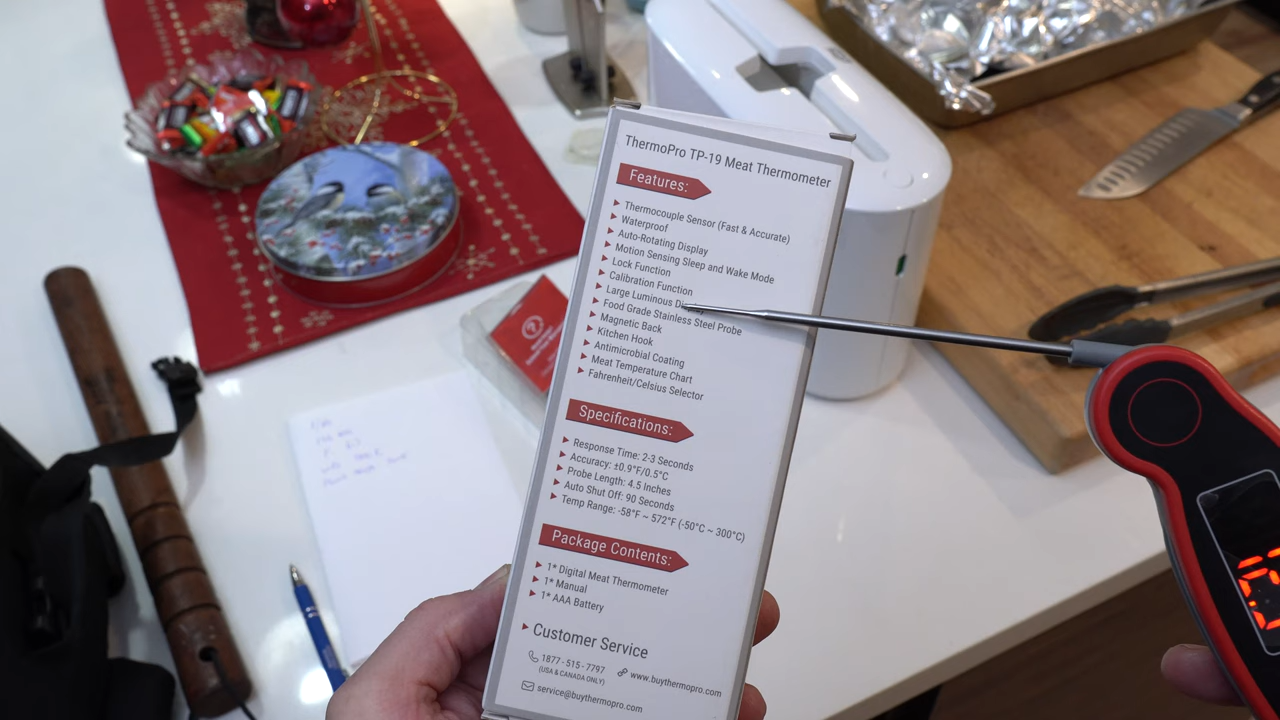 ThermoPro TP-19 Meat Thermometer
Features:
Thermocouple Sensor (Fast & Accurate)
Waterproof
Auto-Rotating Display
Motion Sensing Sleep and Wake Mode
Lock Function
Calibration Function
Large Luminous
Food Grade Stainless Steel Probe
Magnetic Back
Kitchen Hook
Antimicrobial Coating
Meat Temperature Chart
Fahrenheit/Celsius Selector
Specifications:
Response Time: 2-3 Seconds
Accuracy: ±0.9°F/0.5°C
Probe Length: 4.5 Inches
Auto Shut Off: 90 Seconds
Temp Range: -58°F ~ 572°F (-50°C ~ 300°C)
Package Contents:
1* Digital Meat Thermometer
1* Manual
1* AAA Battery
Customer Service
1877-515-7797
(USA & CANADA ONLY)
www.buythermopro.com
service@buythermopro.com